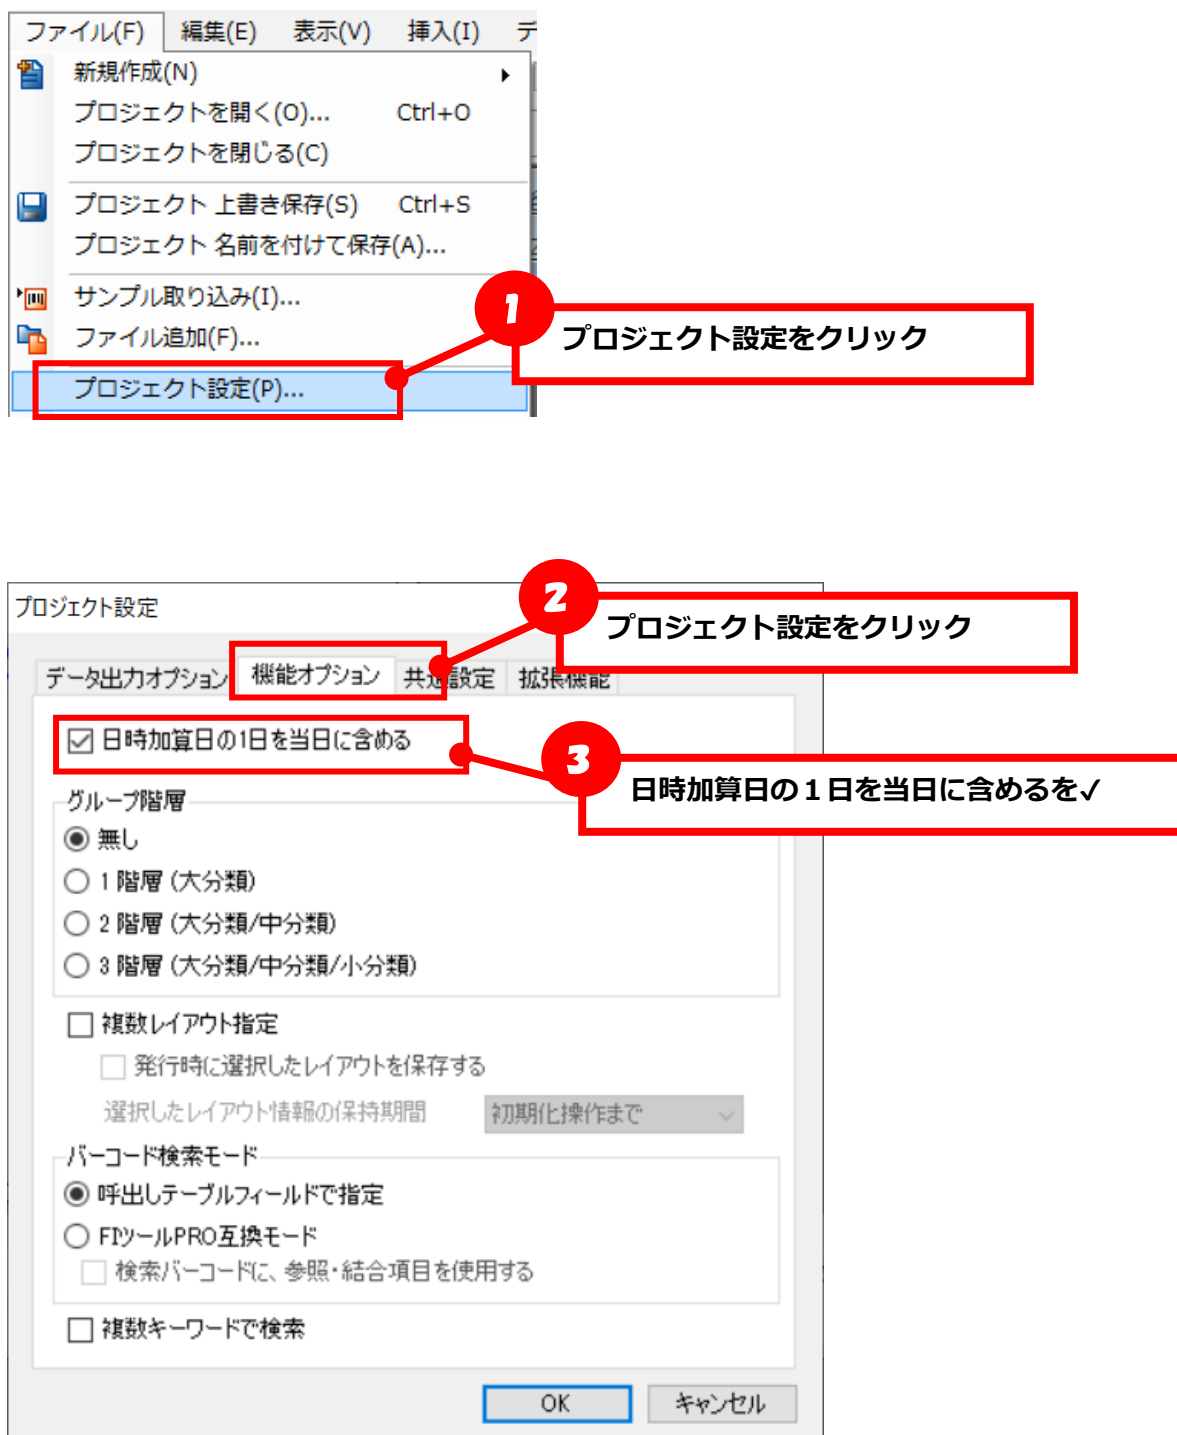 ファイル(F) 編集(E) 表示(V) 挿入(I) デ
新規作成(N)
プロジェクトを開く(O)... Ctrl+O
プロジェクトを閉じる(C)
プロジェクト 上書き保存(S) Ctrl+S
プロジェクト 名前を付けて保存(A)...
サンプル取り込み(I)...
ファイル追加(F)...
プロジェクト設定(P)...
1
プロジェクト設定をクリック
プロジェクト設定
2
プロジェクト設定をクリック
データ出力オプション 機能オプション 共通設定 拡張機能
日時加算日の1日を当日に含める
3
日時加算日の１日を当日に含めるを✓
グループ階層
無し
1 階層 (大分類)
2 階層 (大分類/中分類)
3 階層 (大分類/中分類/小分類)
複数レイアウト指定
発行時に選択したレイアウトを保存する
選択したレイアウト情報の保持期間 初期化操作まで
バーコード検索モード
呼出しテーブルフィールドで指定
FIツールPRO互換モード
検索バーコードに、参照・結合項目を使用する
複数キーワードで検索
OK キャンセル